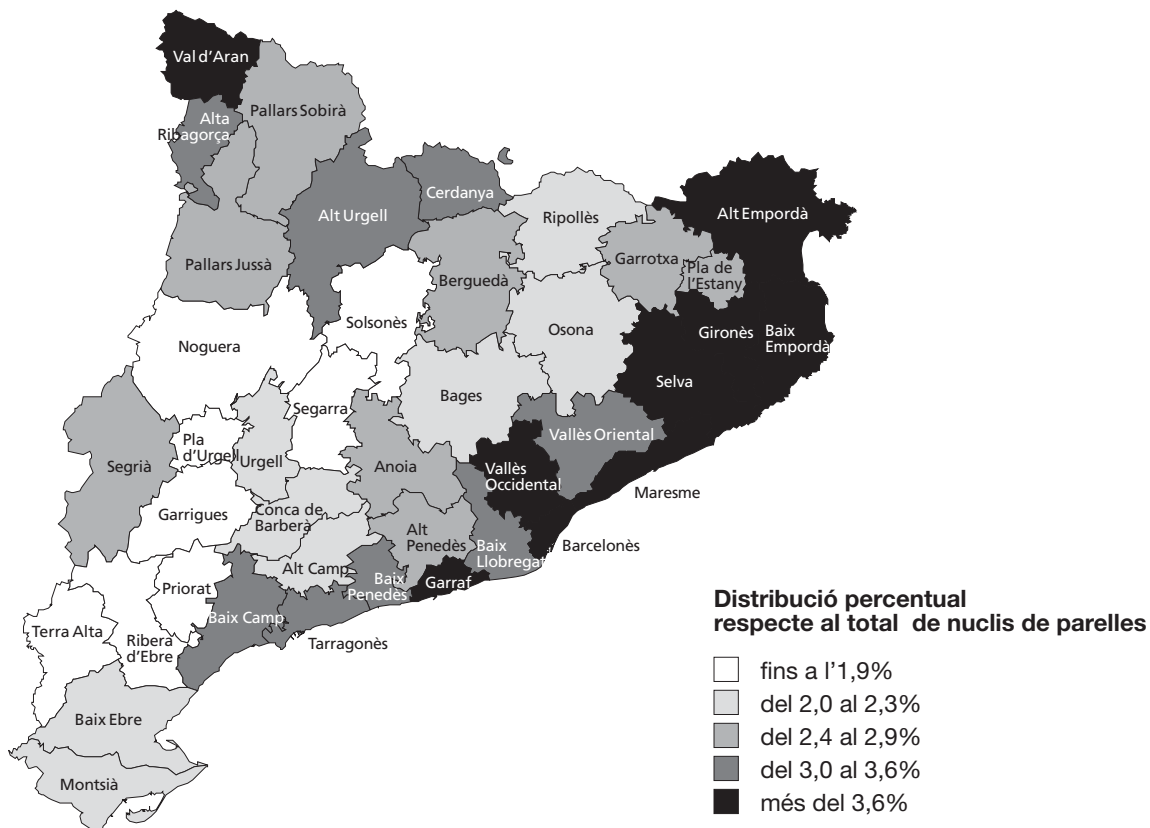 Val d'Aran
Alta
Ribagorça
Pallars Sobirà
Cerdanya
Alt Urgell
Ripollès
Alt Empordà
Pallars Jussà
Berguedà
Garrotxa
Pla de
l'Estany
Solsonès
Osona
Gironès
Baix
Empordà
Noguera
Selva
Segarra
Bages
Vallès Oriental
Pla
d'Urgell
Urgell
Segrià
Anoia
Vallès
Occidental
Maresme
Garrigues
Conca de
Barberà
Alt
Penedès
Baix
Llobregat
Barcelonès
Alt Camp
Baix
Penedès
Garraf
Priorat
Baix Camp
Terra Alta
Ribera
d'Ebre
Tarragonès
Baix Ebre
Montsià
Distribució percentual
respecte al total de nuclis de parelles
fins a l'1,9%
del 2,0 al 2,3%
del 2,4 al 2,9%
del 3,0 al 3,6%
més del 3,6%